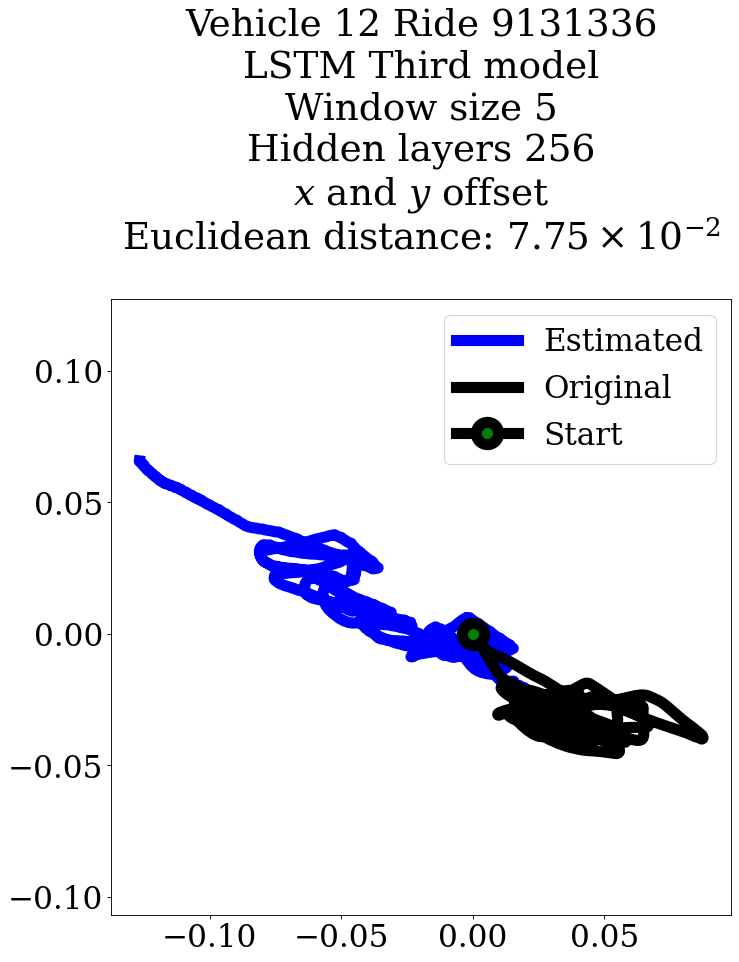 Vehicle 12 Ride 9131336
LSTM Third model
Window size 5
Hidden layers 256
x and y offset
Euclidean distance: 7.75 × 10⁻²
Estimated
Original
Start
0.10
0.05
0.00
−0.05
−0.10
−0.10 −0.05 0.00 0.05